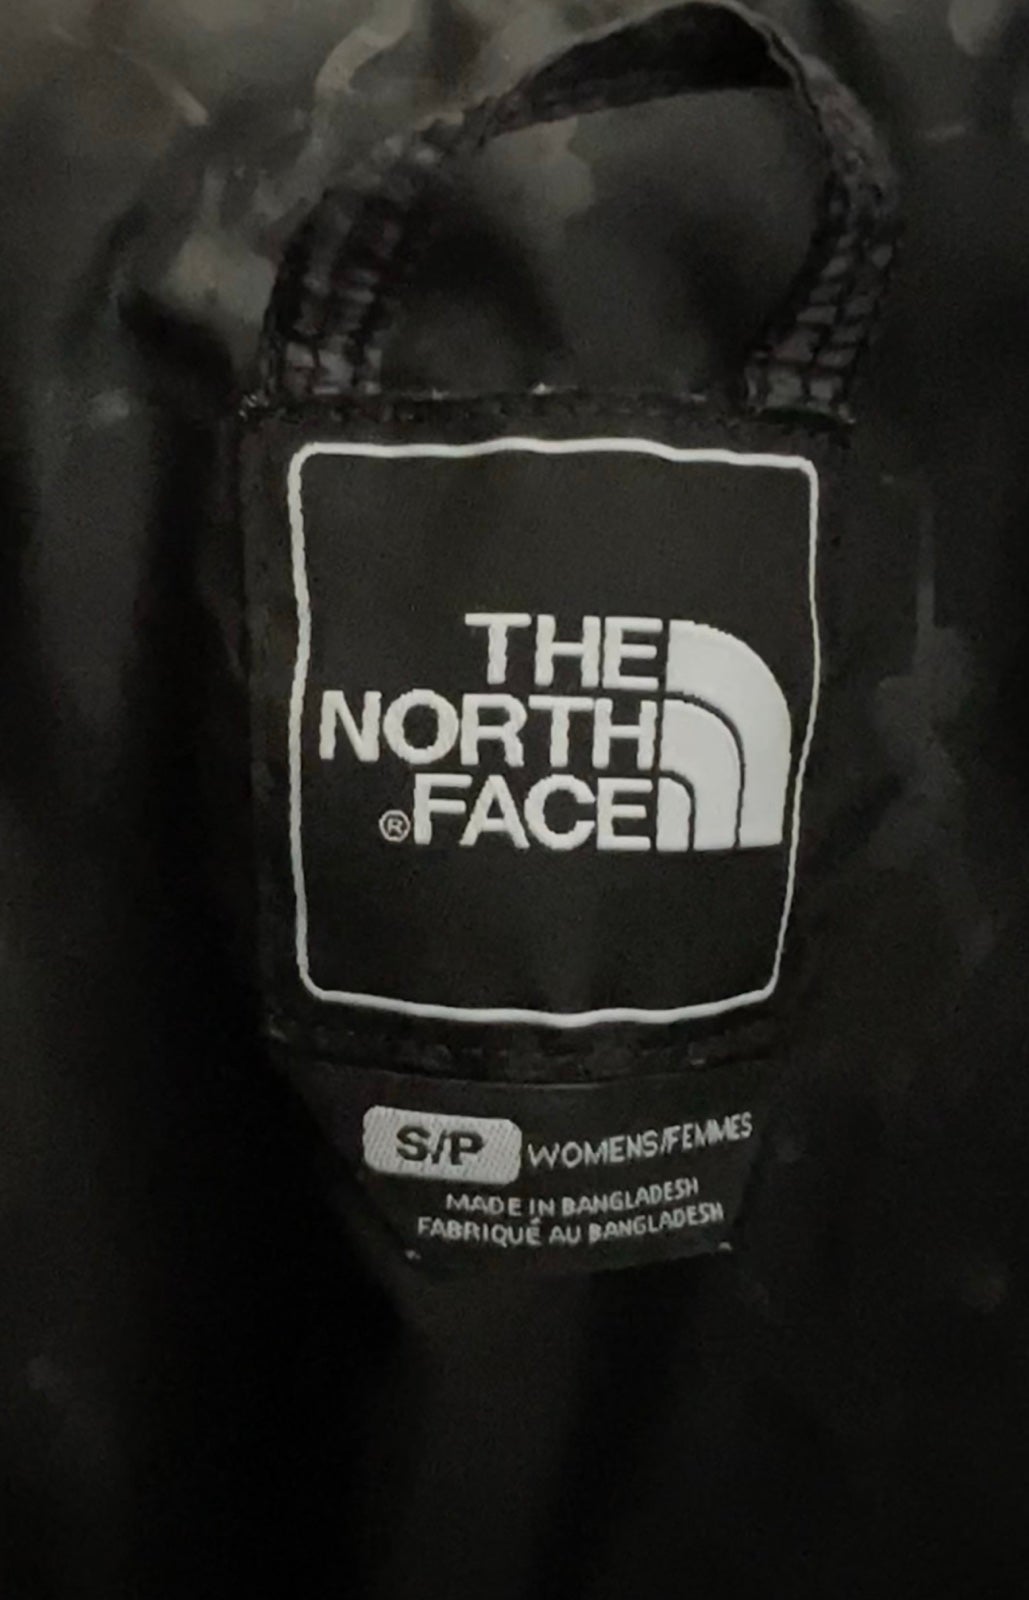 THE
NORTH
®FACE
S/P WOMENS/FEMMES
MADE IN BANGLADESH
FABRIQUÉ AU BANGLADESH